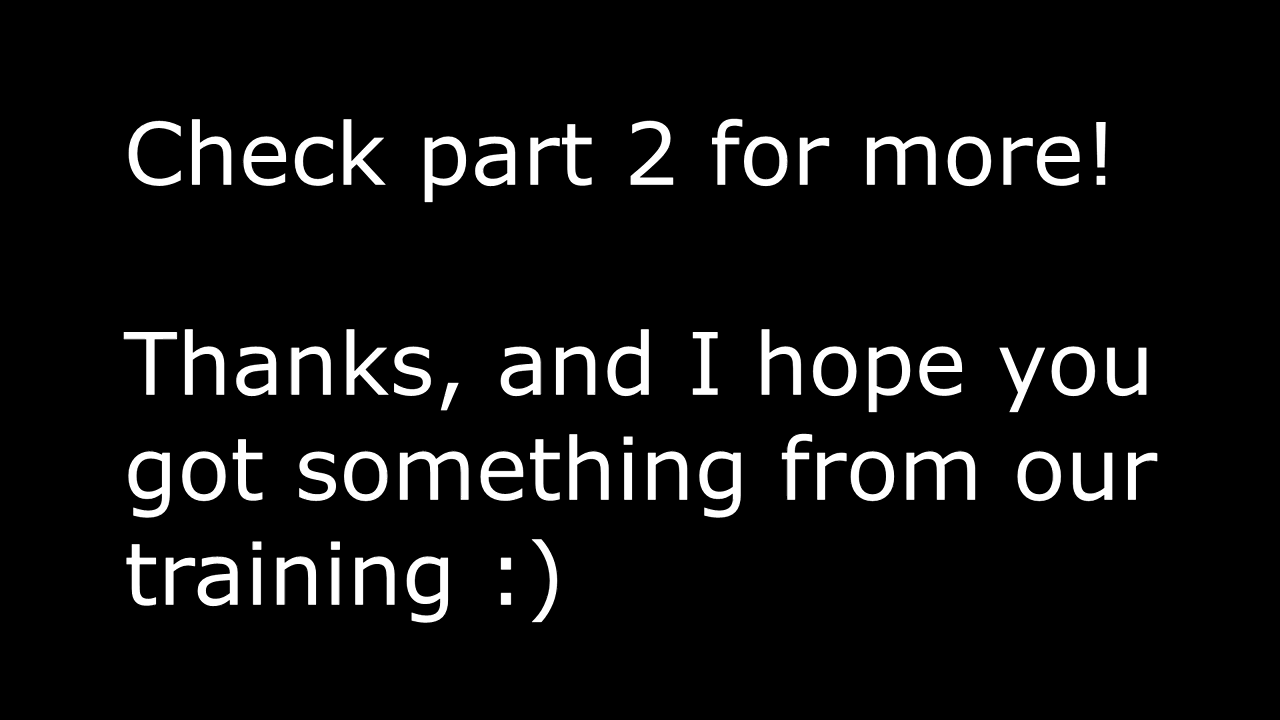 Check part 2 for more!
Thanks, and I hope you
got something from our
training :)